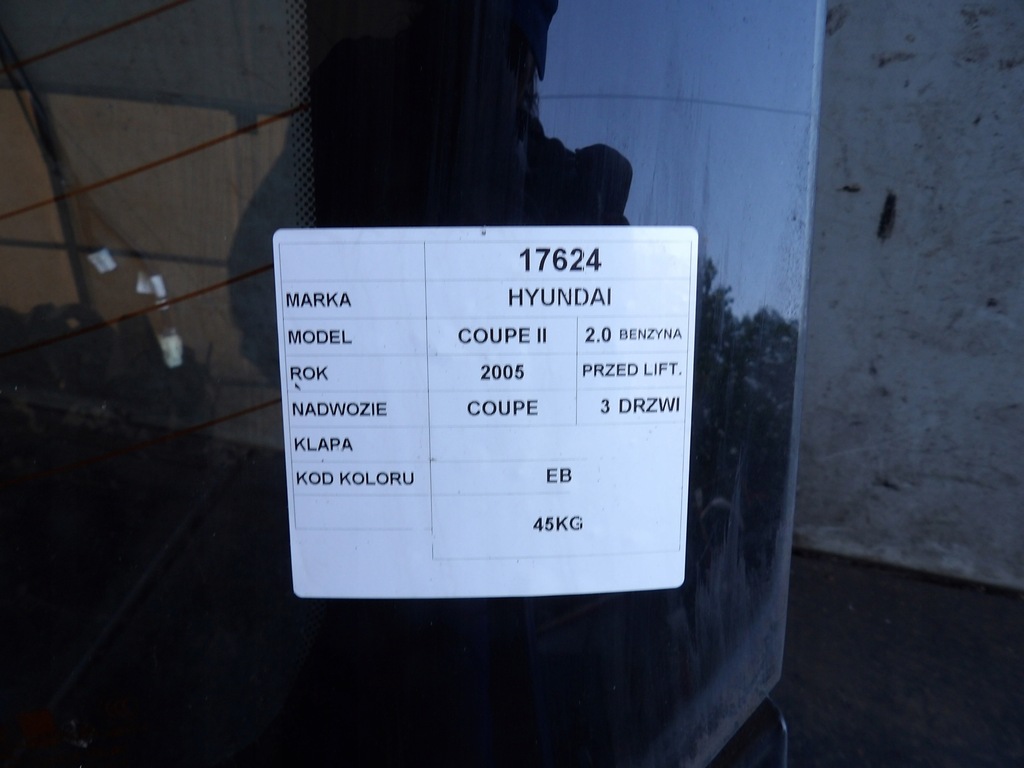 17624
MARKA HYUNDAI
MODEL COUPE II 2.0 BENZYNA
ROK 2005 PRZED LIFT.
NADWOZIE COUPE 3 DRZWI
KLAPA
KOD KOLORU EB
45KG